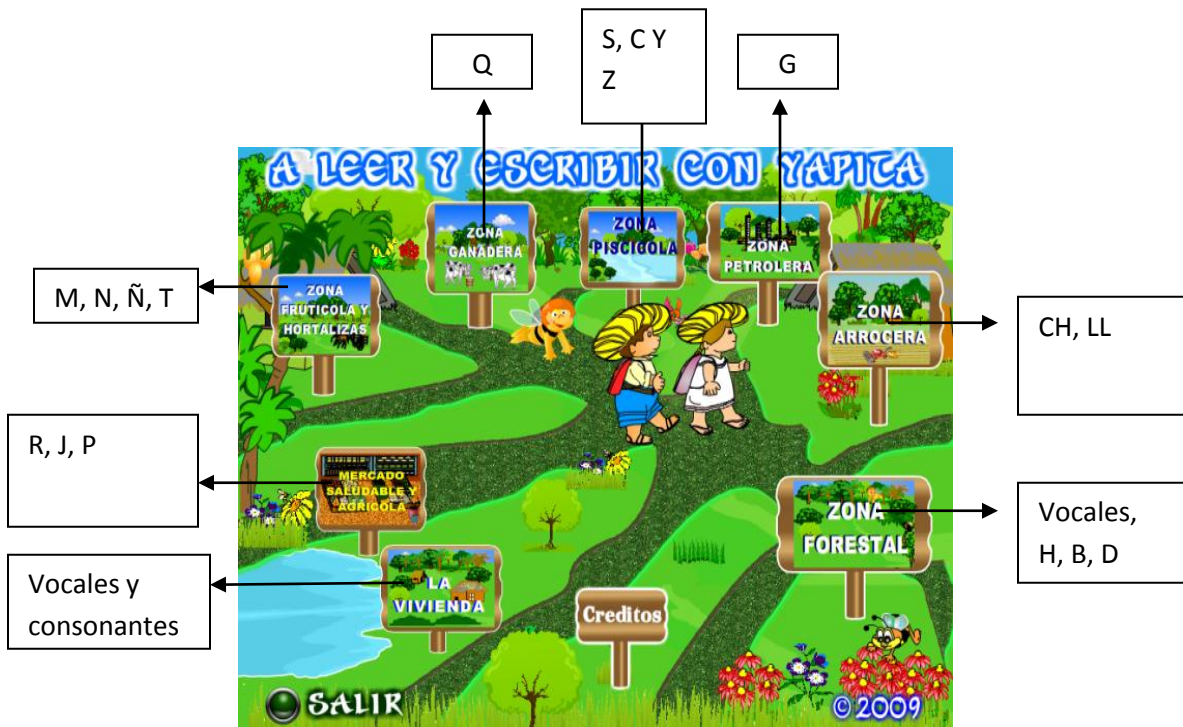 Q
S, C Y
Z
G
A LEER Y ESCRIBIR CON YAPITA
ZONA
GANADERA
ZONA
PISCICOLA
ZONA
PETROLERA
M, N, Ñ, T
ZONA
FRUTICOLA Y
HORTALIZAS
ZONA
ARROCERA
CH, LL
R, J, P
MERCADO
SALUDABLE Y
AGRICOLA
ZONA
FORESTAL
Vocales,
H, B, D
Vocales y
consonantes
LA
VIVIENDA
Creditos
SALIR
© 2009